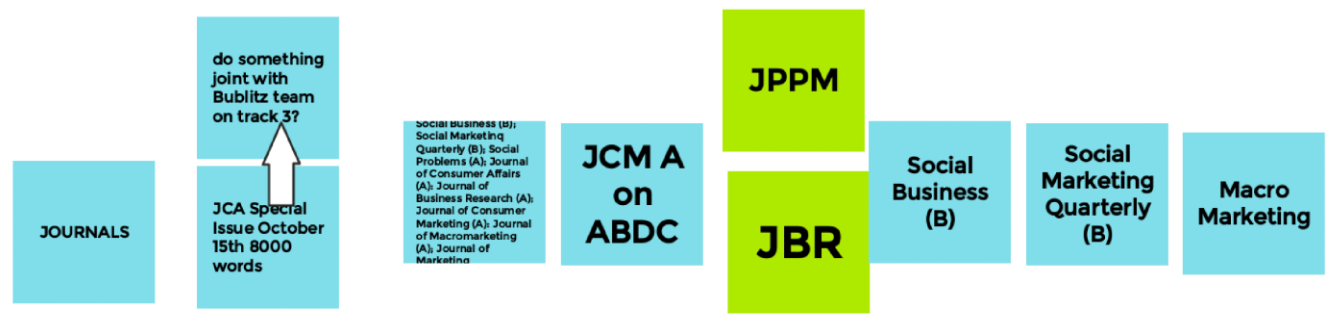 JOURNALS
do something
joint with
Bublitz team
on track 3?
JCA Special
Issue October
15th 8000
words
Social Business (B);
Social Marketing
Quarterly (B); Social
Problems (A); Journal
of Consumer Affairs
(A); Journal of
Business Research (A);
Journal of Consumer
Marketing (A); Journal
of Macromarketing
(A); Journal of
Marketing
JCM A
on
ABDC
JPPM
JBR
Social
Business
(B)
Social
Marketing
Quarterly
(B)
Macro
Marketing